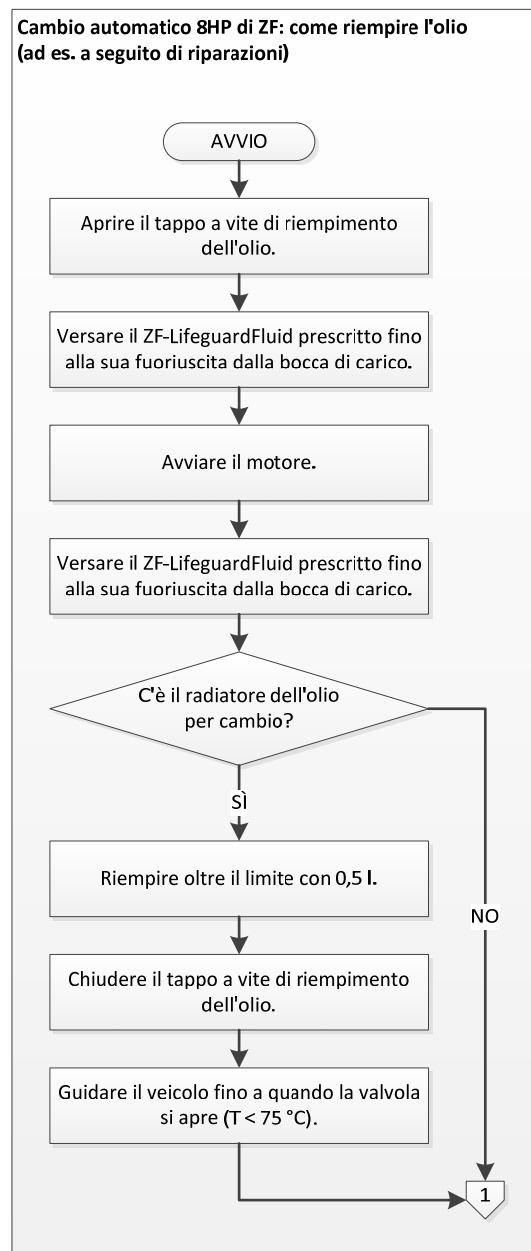 Cambio automatico 8HP di ZF: come riempire l'olio
(ad es. a seguito di riparazioni)
AVVIO
Aprire il tappo a vite di riempimento
dell'olio.
Versare il ZF-LifeguardFluid prescritto fino
alla sua fuoriuscita dalla bocca di carico.
Avviare il motore.
Versare il ZF-LifeguardFluid prescritto fino
alla sua fuoriuscita dalla bocca di carico.
C'è il radiatore dell'olio
per cambio?
SÌ
Riempire oltre il limite con 0,5 l.
NO
Chiudere il tappo a vite di riempimento
dell'olio.
Guidare il veicolo fino a quando la valvola
si apre (T < 75 °C).
1